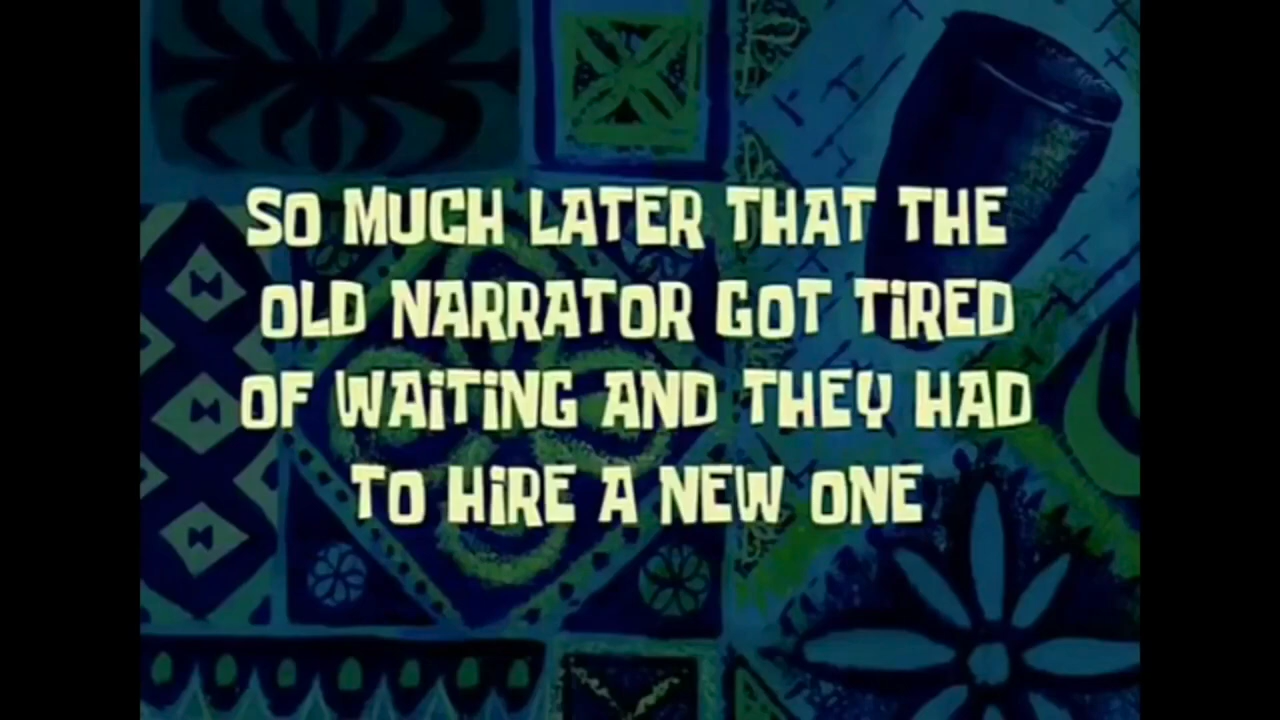 SO MUCH LATER THAT THE
OLD NARRATOR GOT TiRED
OF WAiTiNG AND THEY HAD
TO HiRE A NEW ONE